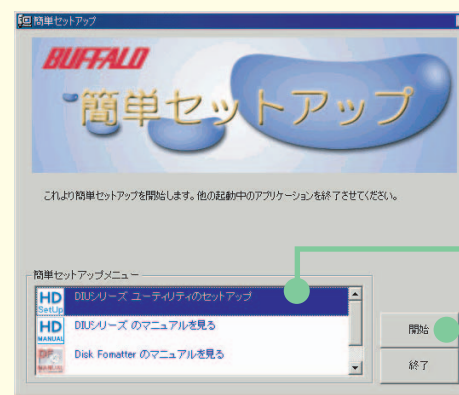 簡単セットアップ
BUFFALO
簡単セットアップ
これより簡単セットアップを開始します。他の起動中のアプリケーションを終了させてください。
簡単セットアップメニュー
HD SetUp DIUシリーズ ユーティリティのセットアップ
HD MANUAL DIUシリーズ のマニュアルを見る
Disk Fomatter のマニュアルを見る
開始
終了